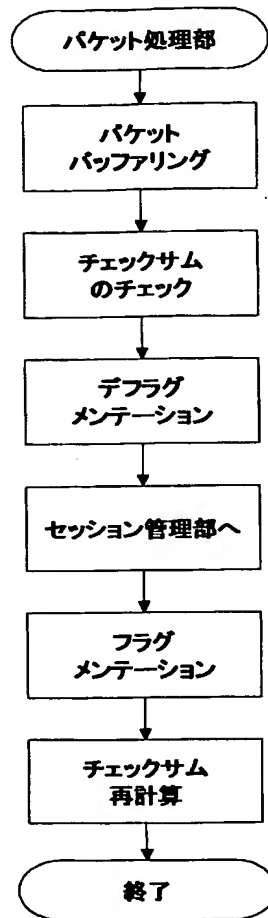 パケット処理部
パケット
バッファリング
チェックサム
のチェック
デフラグ
メンテーション
セッション管理部へ
フラグ
メンテーション
チェックサム
再計算
終了